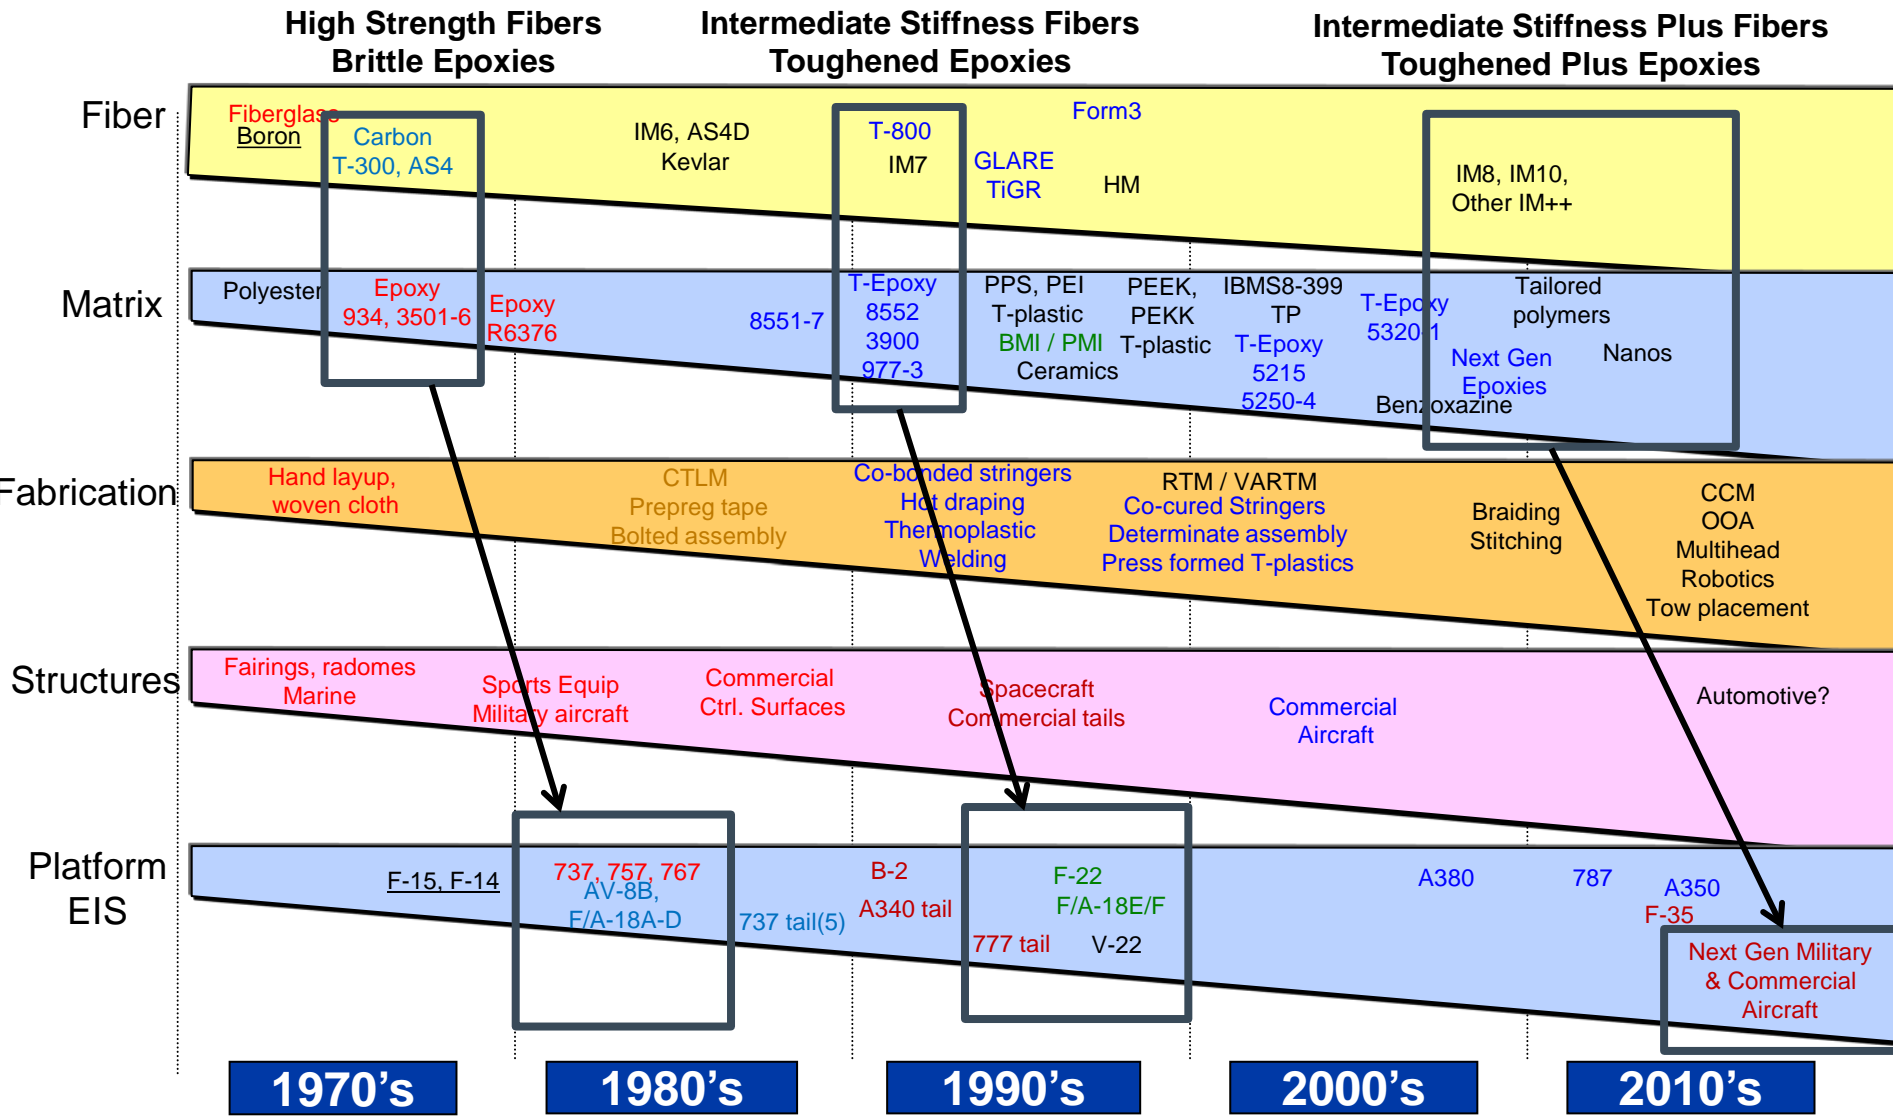 High Strength Fibers
Brittle Epoxies
Intermediate Stiffness Fibers
Toughened Epoxies
Intermediate Stiffness Plus Fibers
Toughened Plus Epoxies
Fiber
Fiberglass
Boron
Carbon
T-300, AS4
IM6, AS4D
Kevlar
T-800
IM7
GLARE
TiGR
Form3
HM
IM8, IM10,
Other IM++
Matrix
Polyester
Epoxy
934, 3501-6
Epoxy
R6376
8551-7
T-Epoxy
8552
3900
977-3
PPS, PEI
T-plastic
BMI / PMI
Ceramics
PEEK,
PEKK
T-plastic
IBMS8-399
TP
T-Epoxy
5215
5250-4
T-Epoxy
5320-1
Benzoxazine
Tailored
polymers
Next Gen
Epoxies
Nanos
Fabrication
Hand layup,
woven cloth
CTLM
Prepreg tape
Bolted assembly
Co-bonded stringers
Hot draping
Thermoplastic
Welding
RTM / VARTM
Co-cured Stringers
Determinate assembly
Press formed T-plastics
Braiding
Stitching
CCM
OOA
Multihead
Robotics
Tow placement
Structures
Fairings, radomes
Marine
Sports Equip
Military aircraft
Commercial
Ctrl. Surfaces
Spacecraft
Commercial tails
Commercial
Aircraft
Automotive?
Platform
EIS
F-15, F-14
737, 757, 767
AV-8B,
F/A-18A-D
737 tail(5)
B-2
A340 tail
F-22
F/A-18E/F
777 tail
V-22
A380
787
A350
F-35
Next Gen Military
& Commercial
Aircraft
1970's
1980's
1990's
2000's
2010's